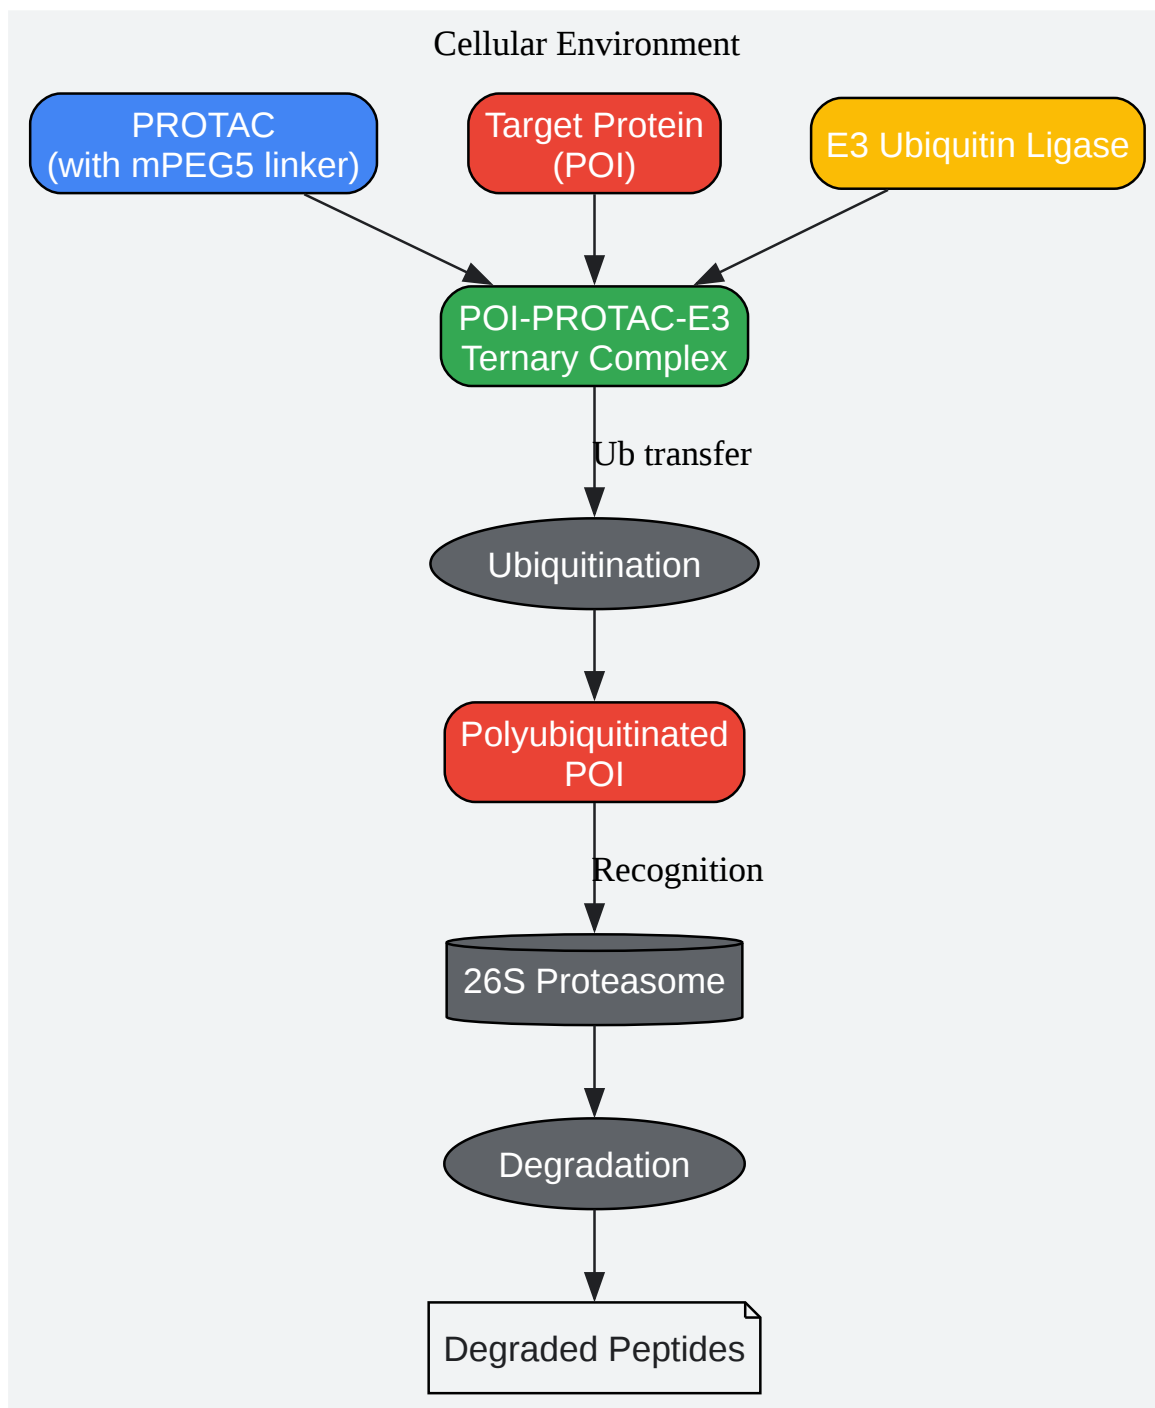 Cellular Environment
PROTAC
(with mPEG5 linker)
Target Protein
(POI)
E3 Ubiquitin Ligase
POI-PROTAC-E3
Ternary Complex
Ub transfer
Ubiquitination
Polyubiquitinated
POI
Recognition
26S Proteasome
Degradation
Degraded Peptides